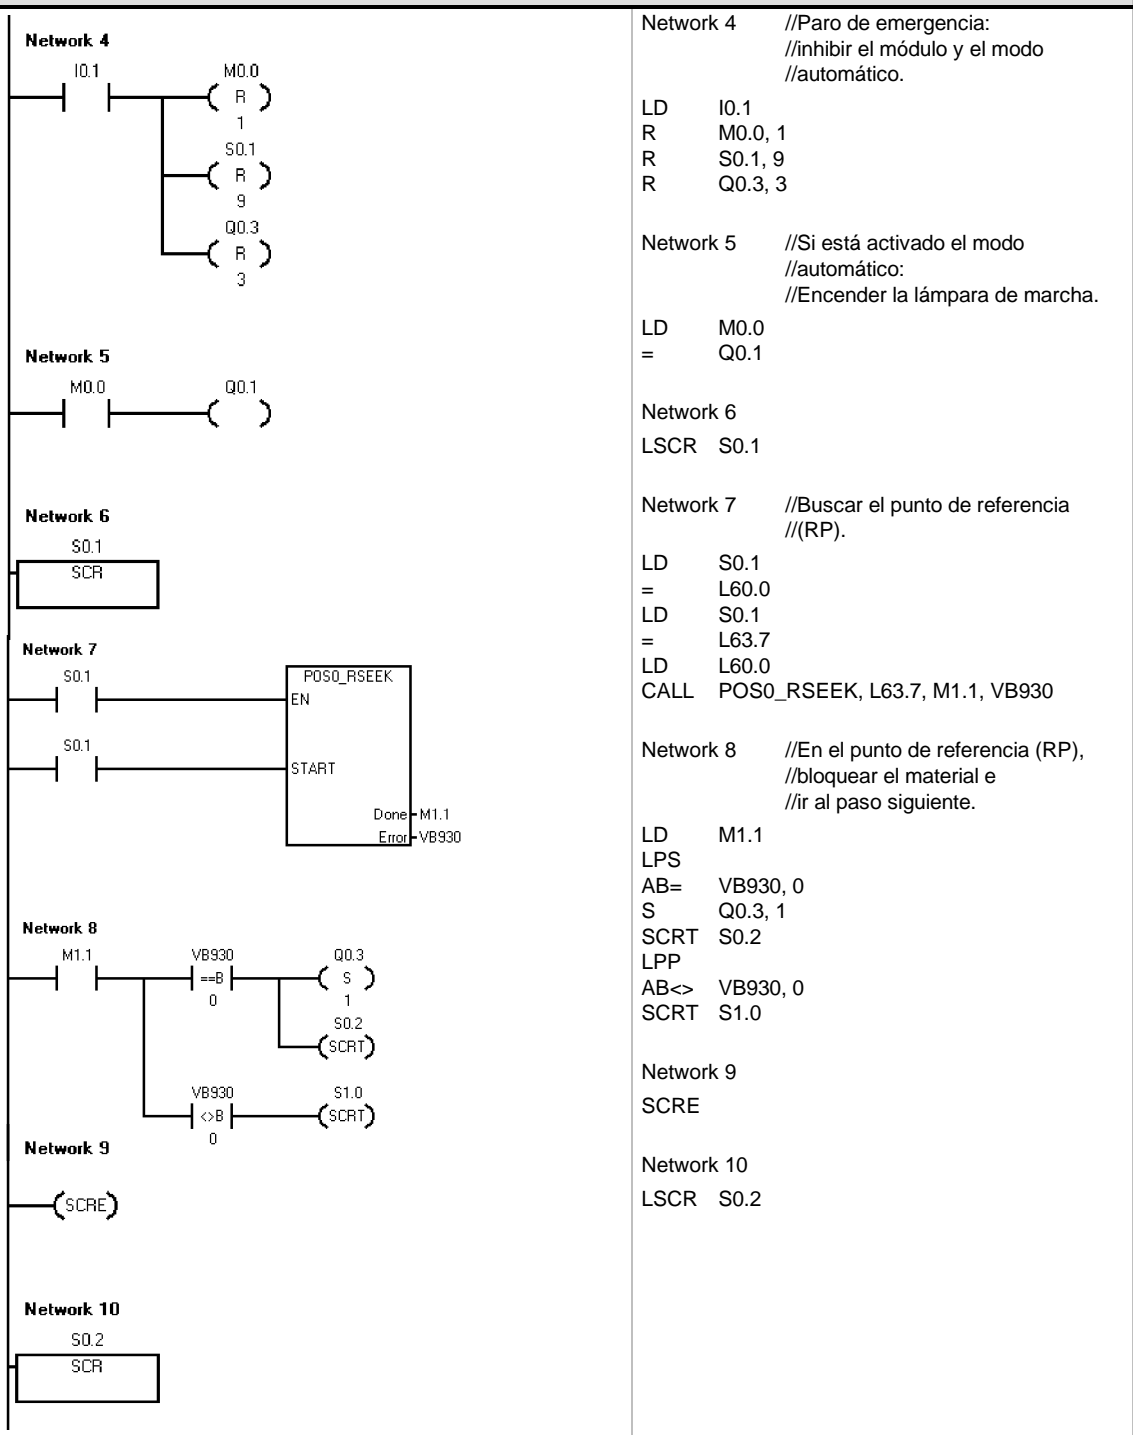 Network 4
I0.1 M0.0
R
1
S0.1
R
9
Q0.3
R
3
Network 5
M0.0 Q0.1
Network 6
S0.1
SCR
Network 7
S0.1 POS0_RSEEK
EN
S0.1
START
Done M1.1
Error VB930
Network 8
M1.1 VB930 Q0.3
==B S
0 1
S0.2
SCRT
VB930 S1.0
<>B SCRT
0
Network 9
SCRE
Network 10
S0.2
SCR
Network 4 //Paro de emergencia:
//inhibir el módulo y el modo
//automático.
LD I0.1
R M0.0, 1
R S0.1, 9
R Q0.3, 3
Network 5 //Si está activado el modo
//automático:
//Encender la lámpara de marcha.
LD M0.0
= Q0.1
Network 6
LSCR S0.1
Network 7 //Buscar el punto de referencia
//(RP).
LD S0.1
= L60.0
LD S0.1
= L63.7
LD L60.0
CALL POS0_RSEEK, L63.7, M1.1, VB930
Network 8 //En el punto de referencia (RP),
//bloquear el material e
//ir al paso siguiente.
LD M1.1
LPS
AB= VB930, 0
S Q0.3, 1
SCRT S0.2
LPP
AB<> VB930, 0
SCRT S1.0
Network 9
SCRE
Network 10
LSCR S0.2